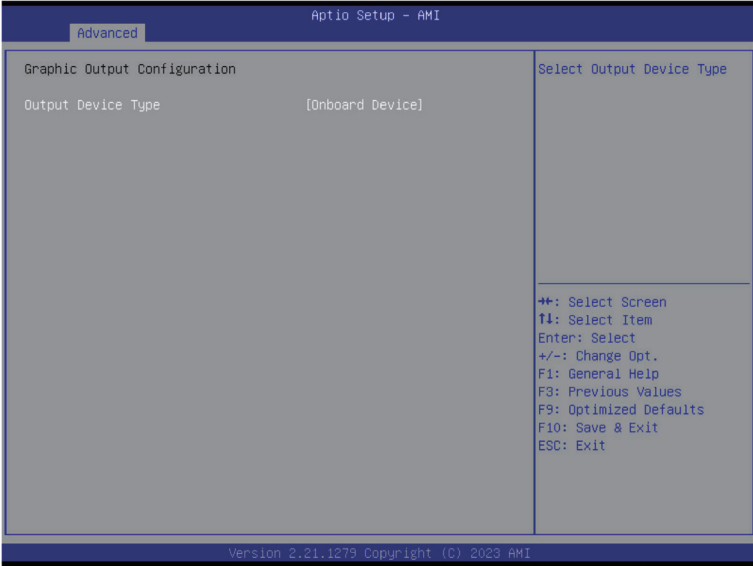 Aptio Setup – AMI
Advanced
Graphic Output Configuration
Output Device Type [Onboard Device]
Select Output Device Type
→←: Select Screen
↑↓: Select Item
Enter: Select
+/-: Change Opt.
F1: General Help
F3: Previous Values
F9: Optimized Defaults
F10: Save & Exit
ESC: Exit
Version 2.21.1279 Copyright (C) 2023 AMI